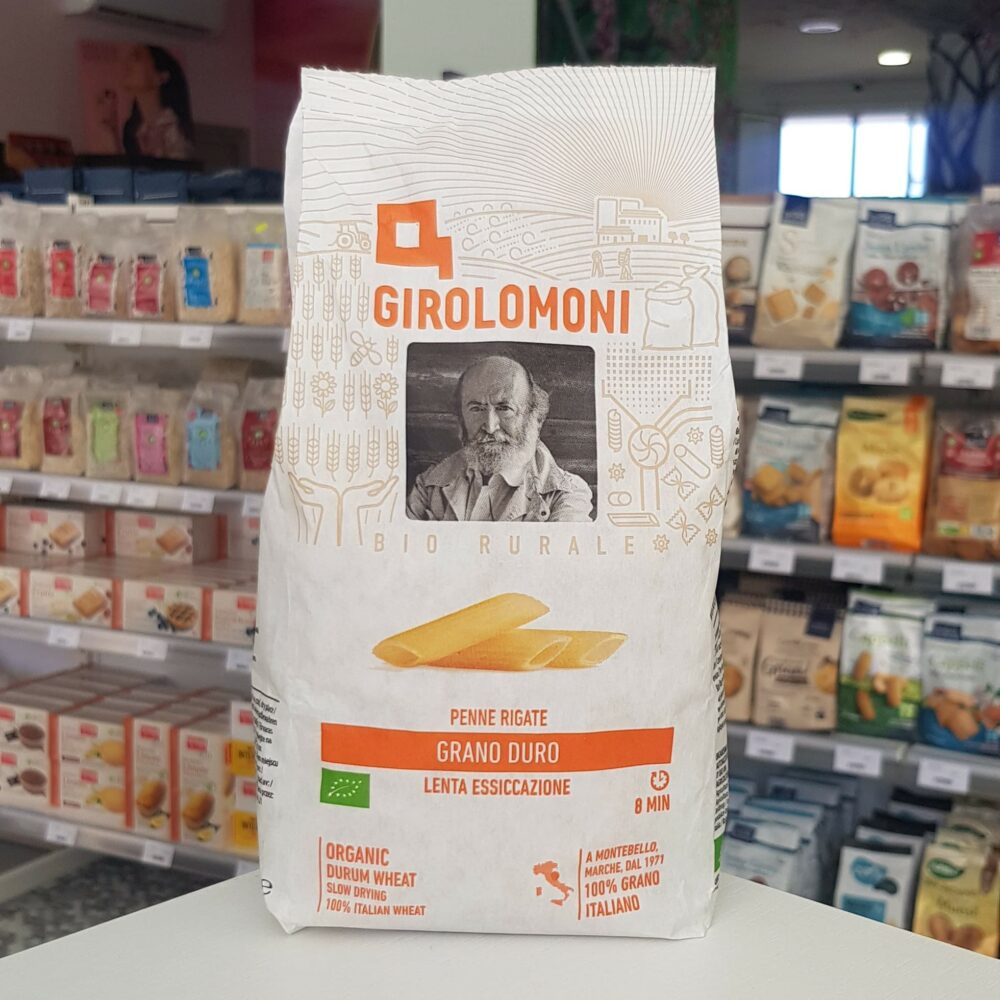 GIROLOMONI
BIO RURALE
PENNE RIGATE
GRANO DURO
LENTA ESSICCAZIONE
8 MIN
ORGANIC
DURUM WHEAT
SLOW DRYING
100% ITALIAN WHEAT
A MONTEBELLO,
MARCHE, DAL 1971
100% GRANO
ITALIANO